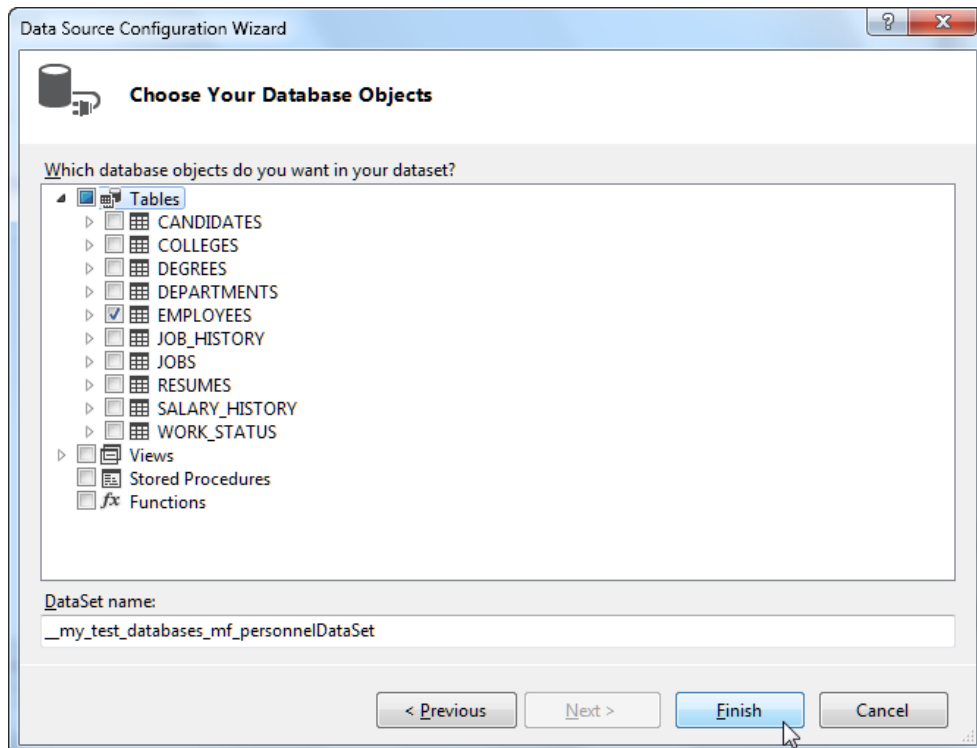 Data Source Configuration Wizard
Choose Your Database Objects
Which database objects do you want in your dataset?
Tables
CANDIDATES
COLLEGES
DEGREES
DEPARTMENTS
EMPLOYEES
JOB_HISTORY
JOBS
RESUMES
SALARY_HISTORY
WORK_STATUS
Views
Stored Procedures
fx Functions
DataSet name:
__my_test_databases_mf_personnelDataSet
< Previous Next > Finish Cancel